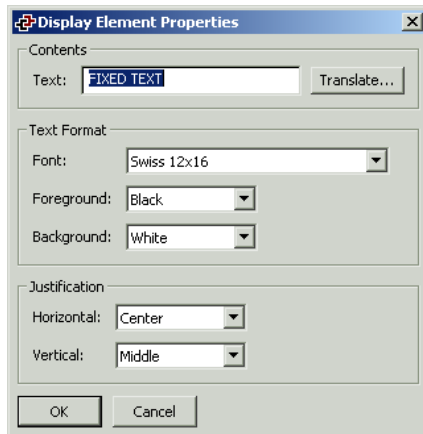 Display Element Properties
Contents
Text: FIXED TEXT Translate...
Text Format
Font: Swiss 12x16
Foreground: Black
Background: White
Justification
Horizontal: Center
Vertical: Middle
OK Cancel